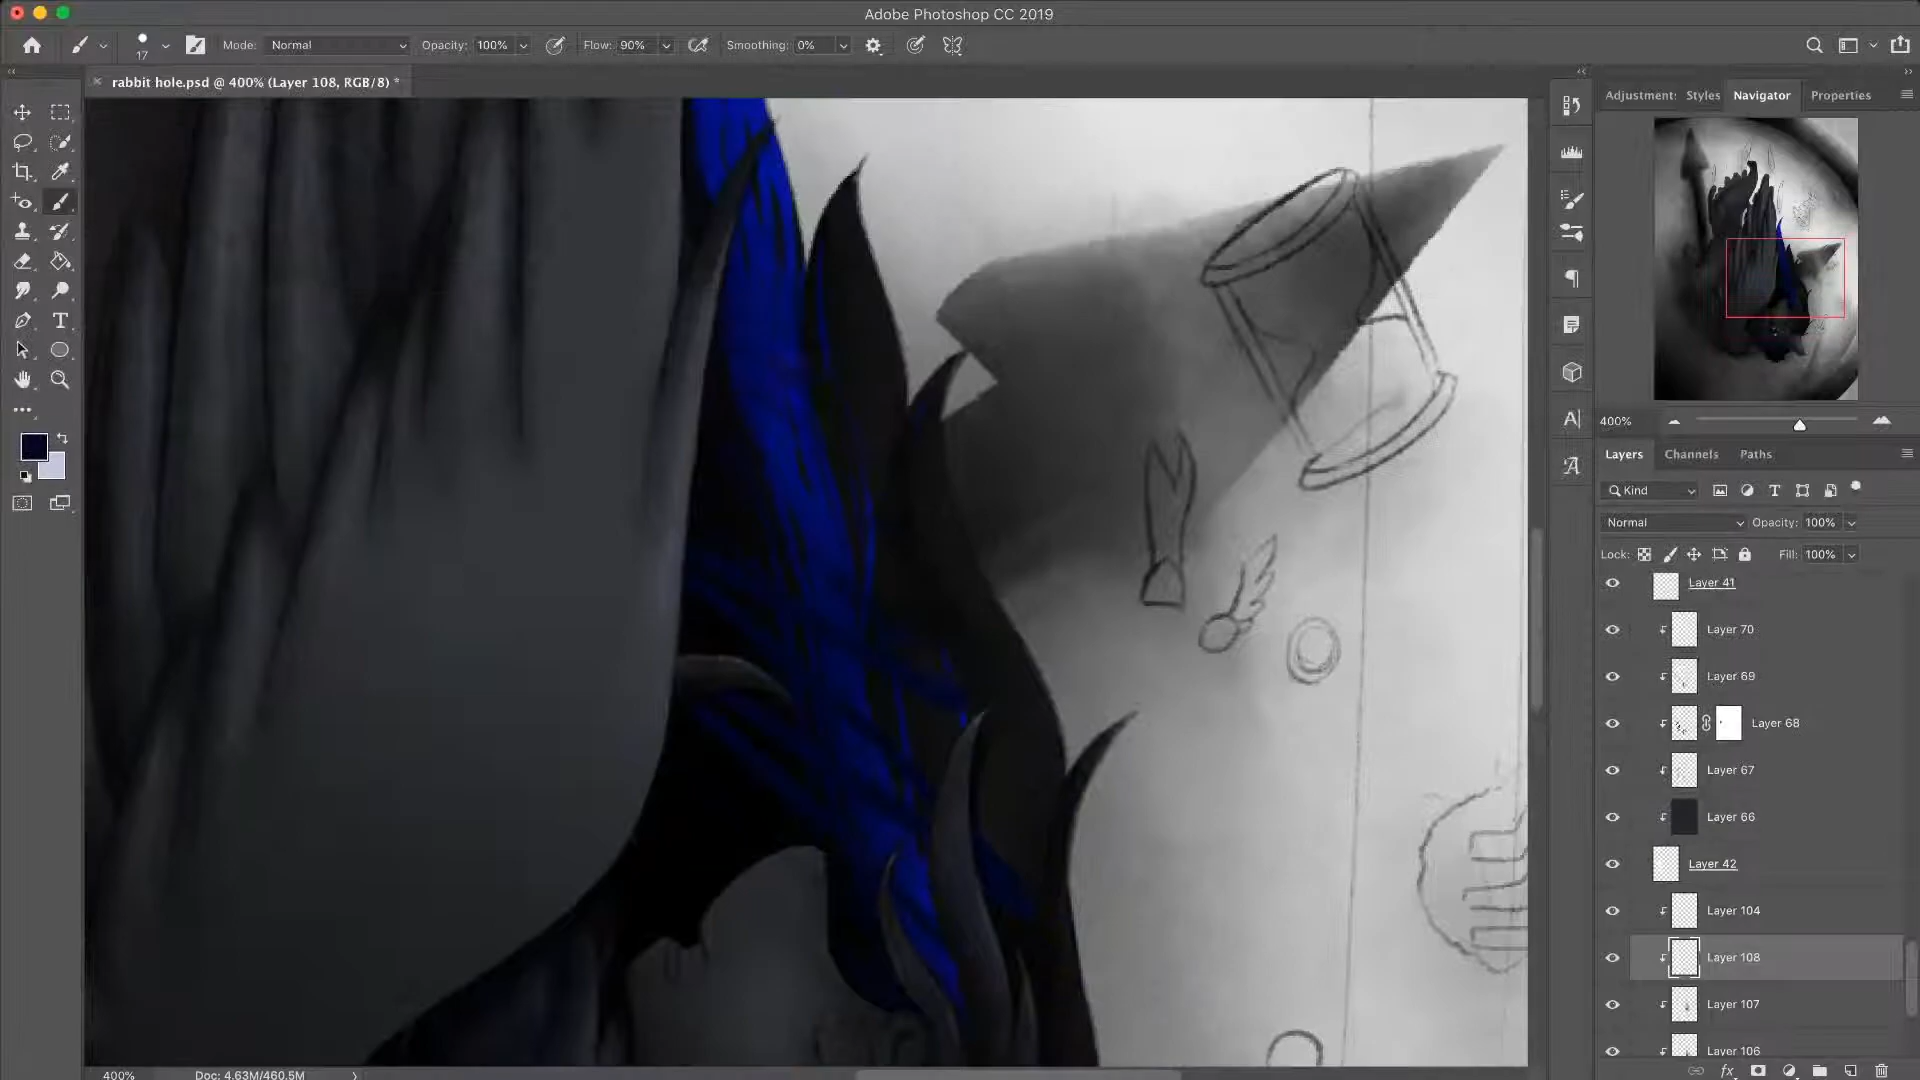 Adobe Photoshop CC 2019
17
Mode: Normal
Opacity: 100%
Flow: 90%
Smoothing: 0%
rabbit hole.psd @ 400% (Layer 108, RGB/8) *
Adjustment: Styles Navigator Properties
400%
Layers Channels Paths
Kind
Normal Opacity: 100%
Lock: Fill: 100%
Layer 41
Layer 70
Layer 69
Layer 68
Layer 67
Layer 66
Layer 42
Layer 104
Layer 108
Layer 107
Layer 106
400% Doc: 4.63M/460.5M